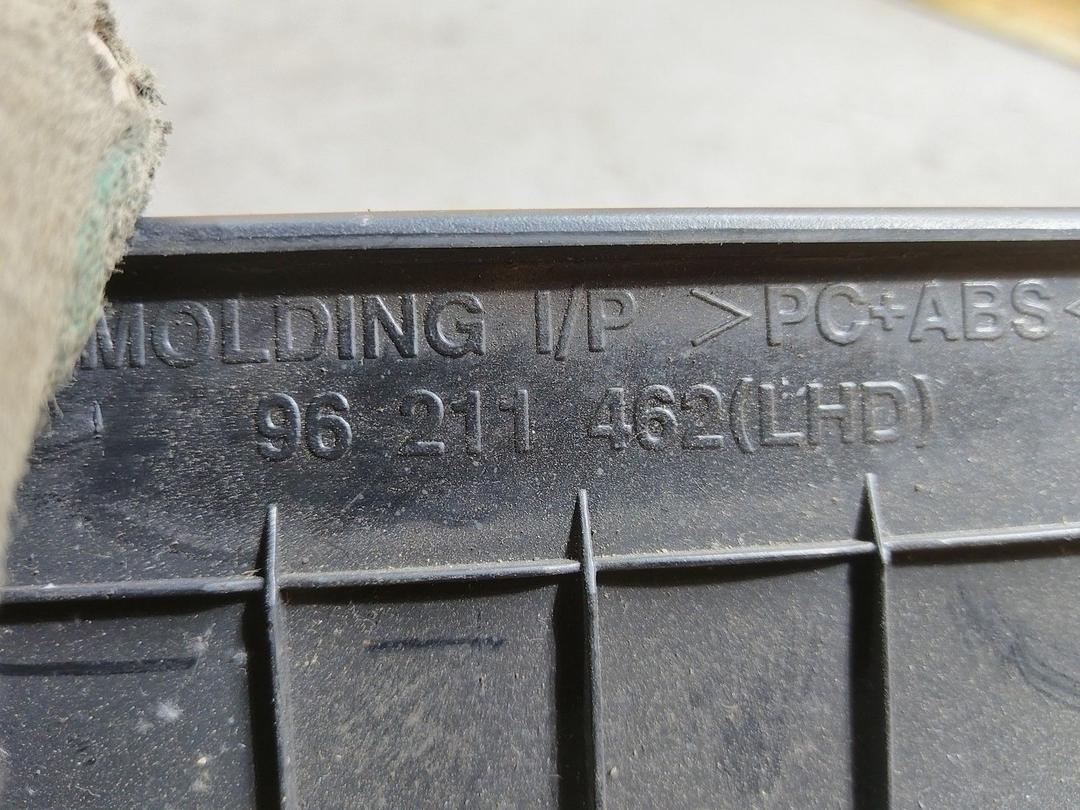 MOLDING I/P >PC+ABS<
96 211 462(LHD)